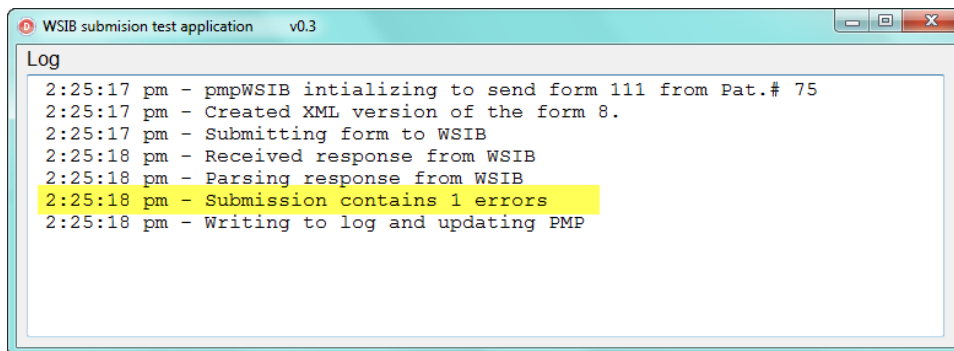 WSIB submision test application v0.3
Log
2:25:17 pm - pmpWSIB intializing to send form 111 from Pat.# 75
2:25:17 pm - Created XML version of the form 8.
2:25:17 pm - Submitting form to WSIB
2:25:18 pm - Received response from WSIB
2:25:18 pm - Parsing response from WSIB
2:25:18 pm - Submission contains 1 errors
2:25:18 pm - Writing to log and updating PMP